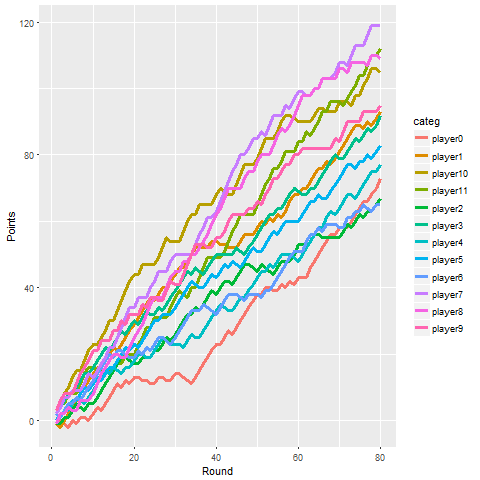 120
80
40
0
Points
0
20
40
60
80
Round
categ
player0
player1
player10
player11
player2
player3
player4
player5
player6
player7
player8
player9